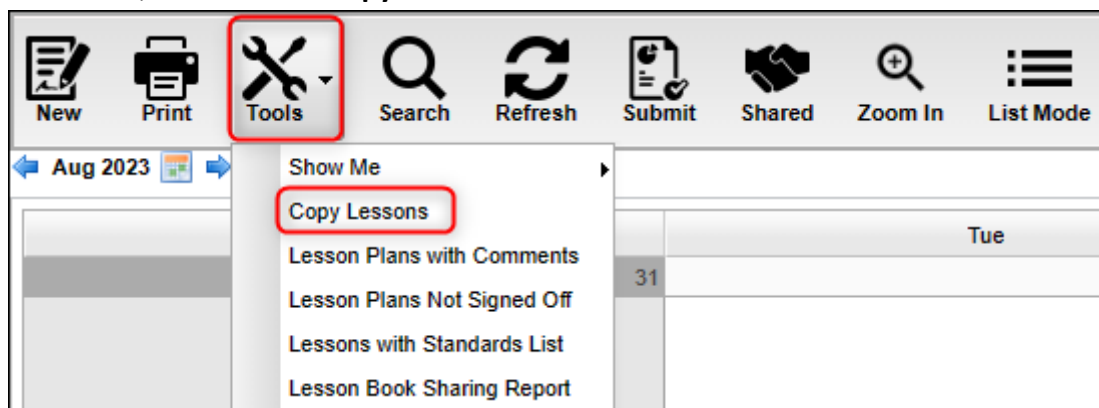 New Print Tools Search Refresh Submit Shared Zoom In List Mode
Aug 2023
Show Me
Copy Lessons
Tue
Lesson Plans with Comments
31
Lesson Plans Not Signed Off
Lessons with Standards List
Lesson Book Sharing Report